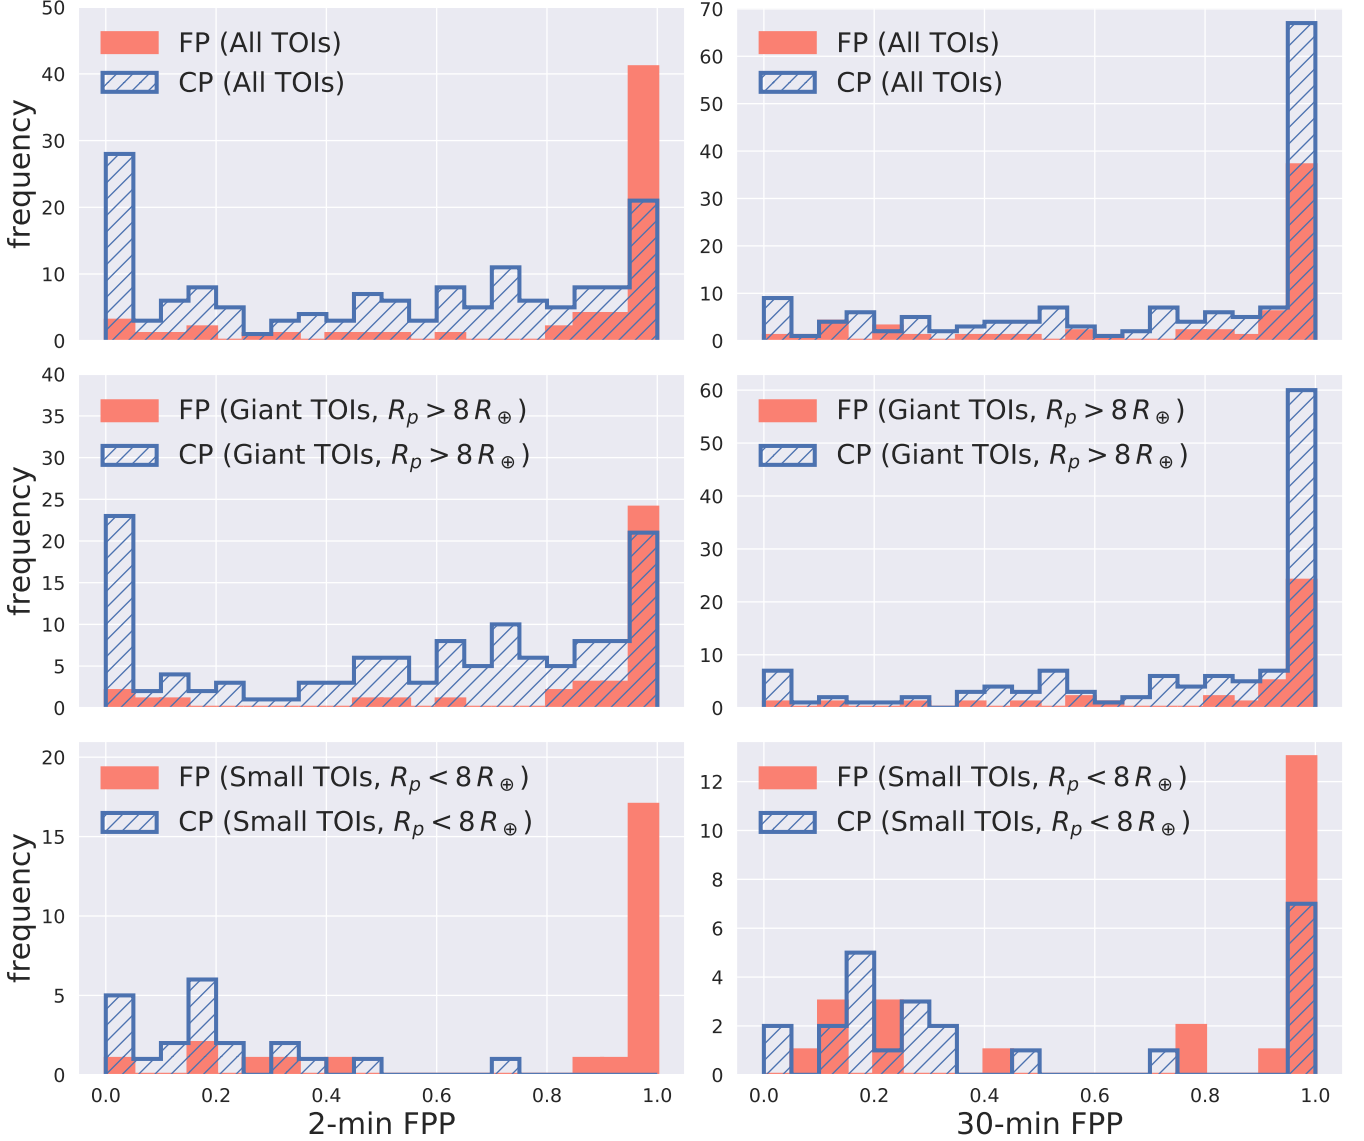 50
40
30
20
10
0
frequency
FP (All TOIs)
CP (All TOIs)
70
60
50
40
30
20
10
0
FP (All TOIs)
CP (All TOIs)
40
35
30
25
20
15
10
5
0
frequency
FP (Giant TOIs, Rp > 8 R⊕)
CP (Giant TOIs, Rp > 8 R⊕)
60
50
40
30
20
10
0
FP (Giant TOIs, Rp > 8 R⊕)
CP (Giant TOIs, Rp > 8 R⊕)
20
15
10
5
0
frequency
FP (Small TOIs, Rp < 8 R⊕)
CP (Small TOIs, Rp < 8 R⊕)
0.0 0.2 0.4 0.6 0.8 1.0
2-min FPP
12
10
8
6
4
2
0
FP (Small TOIs, Rp < 8 R⊕)
CP (Small TOIs, Rp < 8 R⊕)
0.0 0.2 0.4 0.6 0.8 1.0
30-min FPP